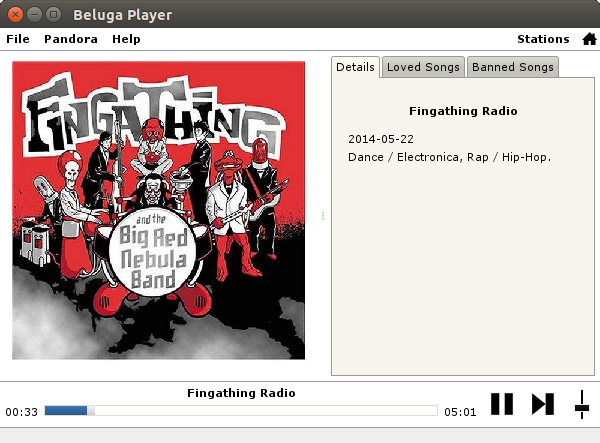 Beluga Player
File Pandora Help Stations
FINGATHING
and the
Big Red
Nebula
Band
Details Loved Songs Banned Songs
Fingathing Radio
2014-05-22
Dance / Electronica, Rap / Hip-Hop.
Fingathing Radio
00:33 05:01